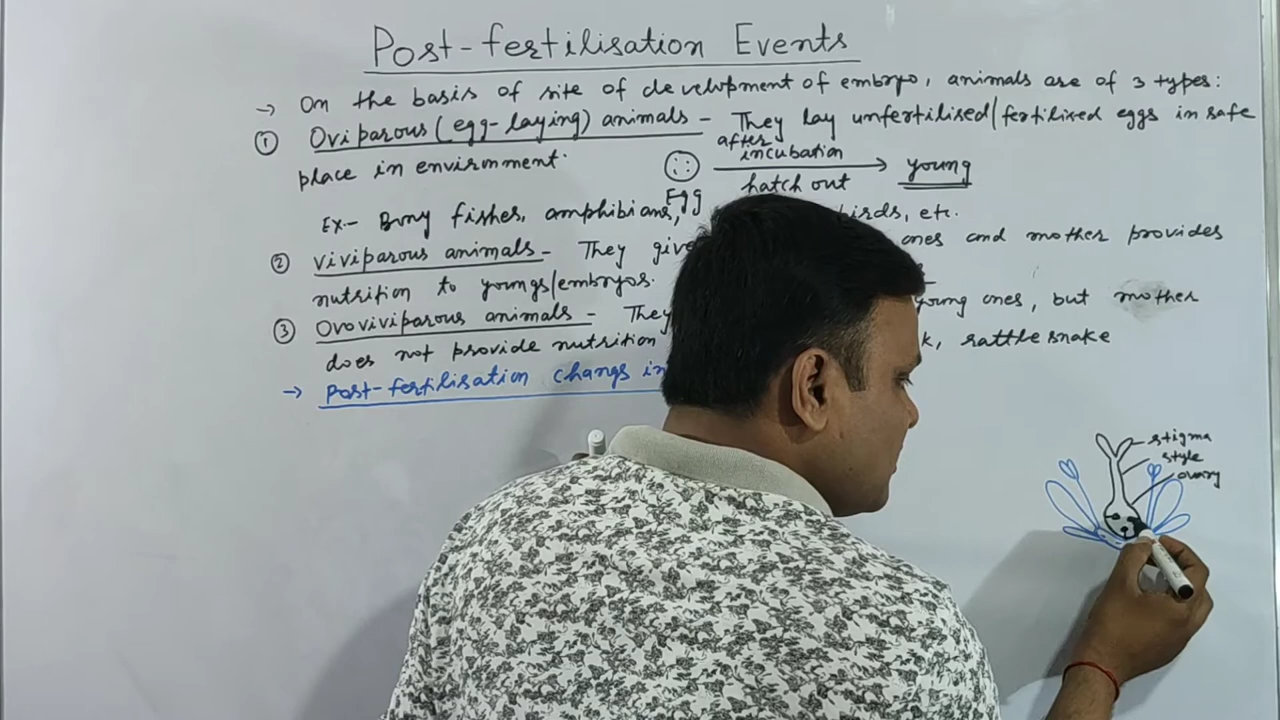 Post-fertilisation Events
→ On the basis of site of development of embryo, animals are of 3 types:
① Oviparous (egg-laying) animals - They lay unfertilised/fertilized eggs in safe
place in environment.
after
incubation
hatch out
young
Egg
Ex:- Bony fishes, amphibians, birds, etc.
② viviparous animals - They give ones and mother provides
nutrition to youngs/embryos.
③ Ovoviviparous animals - They young ones, but mother
does not provide nutrition k, rattle snake
→ Post-fertilisation changs in
stigma
style
ovary